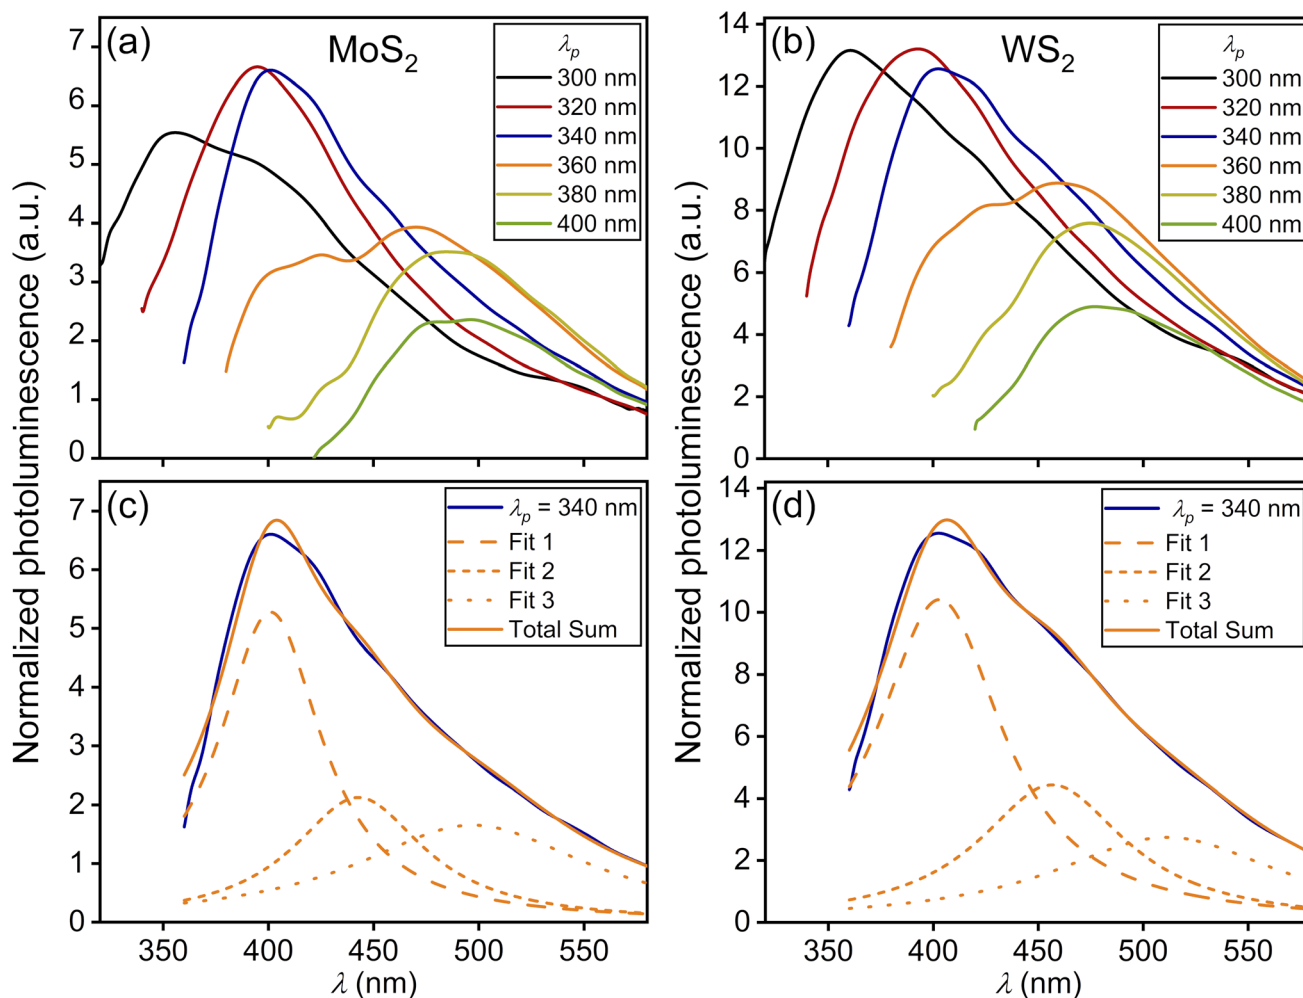 (a)
MoS₂
λp
300 nm
320 nm
340 nm
360 nm
380 nm
400 nm
7
6
5
4
3
2
1
0
Normalized photoluminescence (a.u.)
(b)
WS₂
λp
300 nm
320 nm
340 nm
360 nm
380 nm
400 nm
14
12
10
8
6
4
2
0
Normalized photoluminescence (a.u.)
(c)
λp = 340 nm
Fit 1
Fit 2
Fit 3
Total Sum
7
6
5
4
3
2
1
0
350 400 450 500 550
λ (nm)
(d)
λp = 340 nm
Fit 1
Fit 2
Fit 3
Total Sum
14
12
10
8
6
4
2
0
350 400 450 500 550
λ (nm)